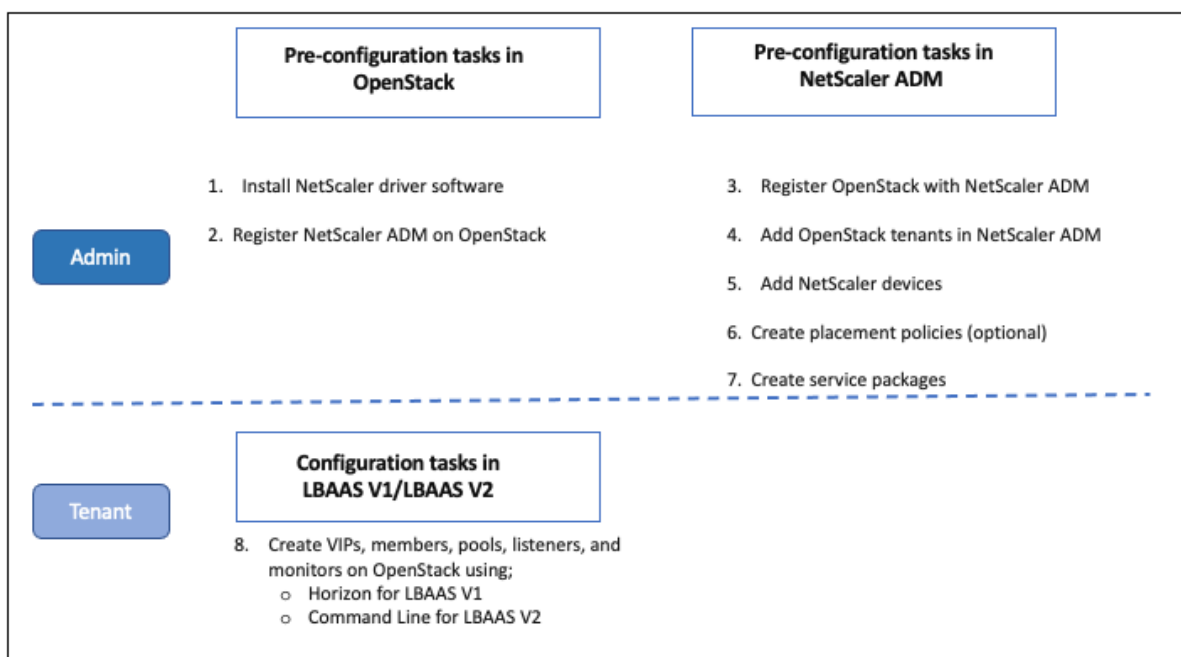 Pre-configuration tasks in
OpenStack
Pre-configuration tasks in
NetScaler ADM
Admin
1. Install NetScaler driver software
2. Register NetScaler ADM on OpenStack
3. Register OpenStack with NetScaler ADM
4. Add OpenStack tenants in NetScaler ADM
5. Add NetScaler devices
6. Create placement policies (optional)
7. Create service packages
Tenant
Configuration tasks in
LBAAS V1/LBAAS V2
8. Create VIPs, members, pools, listeners, and
monitors on OpenStack using;
o Horizon for LBAAS V1
o Command Line for LBAAS V2